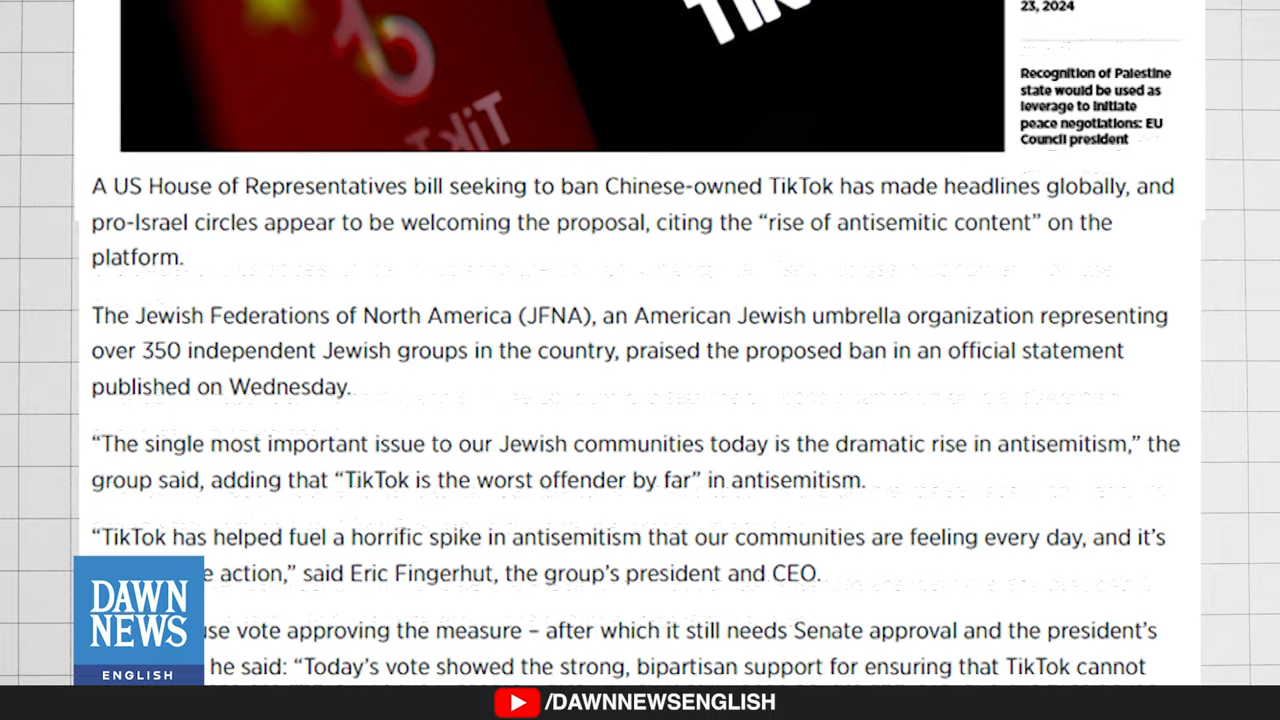 TIK
TikT
23, 2024
Recognition of Palestine
state would be used as
leverage to initiate
peace negotiations: EU
Council president
A US House of Representatives bill seeking to ban Chinese-owned TikTok has made headlines globally, and
pro-Israel circles appear to be welcoming the proposal, citing the “rise of antisemitic content” on the
platform.
The Jewish Federations of North America (JFNA), an American Jewish umbrella organization representing
over 350 independent Jewish groups in the country, praised the proposed ban in an official statement
published on Wednesday.
“The single most important issue to our Jewish communities today is the dramatic rise in antisemitism,” the
group said, adding that “TikTok is the worst offender by far” in antisemitism.
“TikTok has helped fuel a horrific spike in antisemitism that our communities are feeling every day, and it’s
action,” said Eric Fingerhut, the group’s president and CEO.
vote approving the measure – after which it still needs Senate approval and the president’s
he said: “Today’s vote showed the strong, bipartisan support for ensuring that TikTok cannot
DAWN
NEWS
ENGLISH
/DAWNNEWSENGLISH